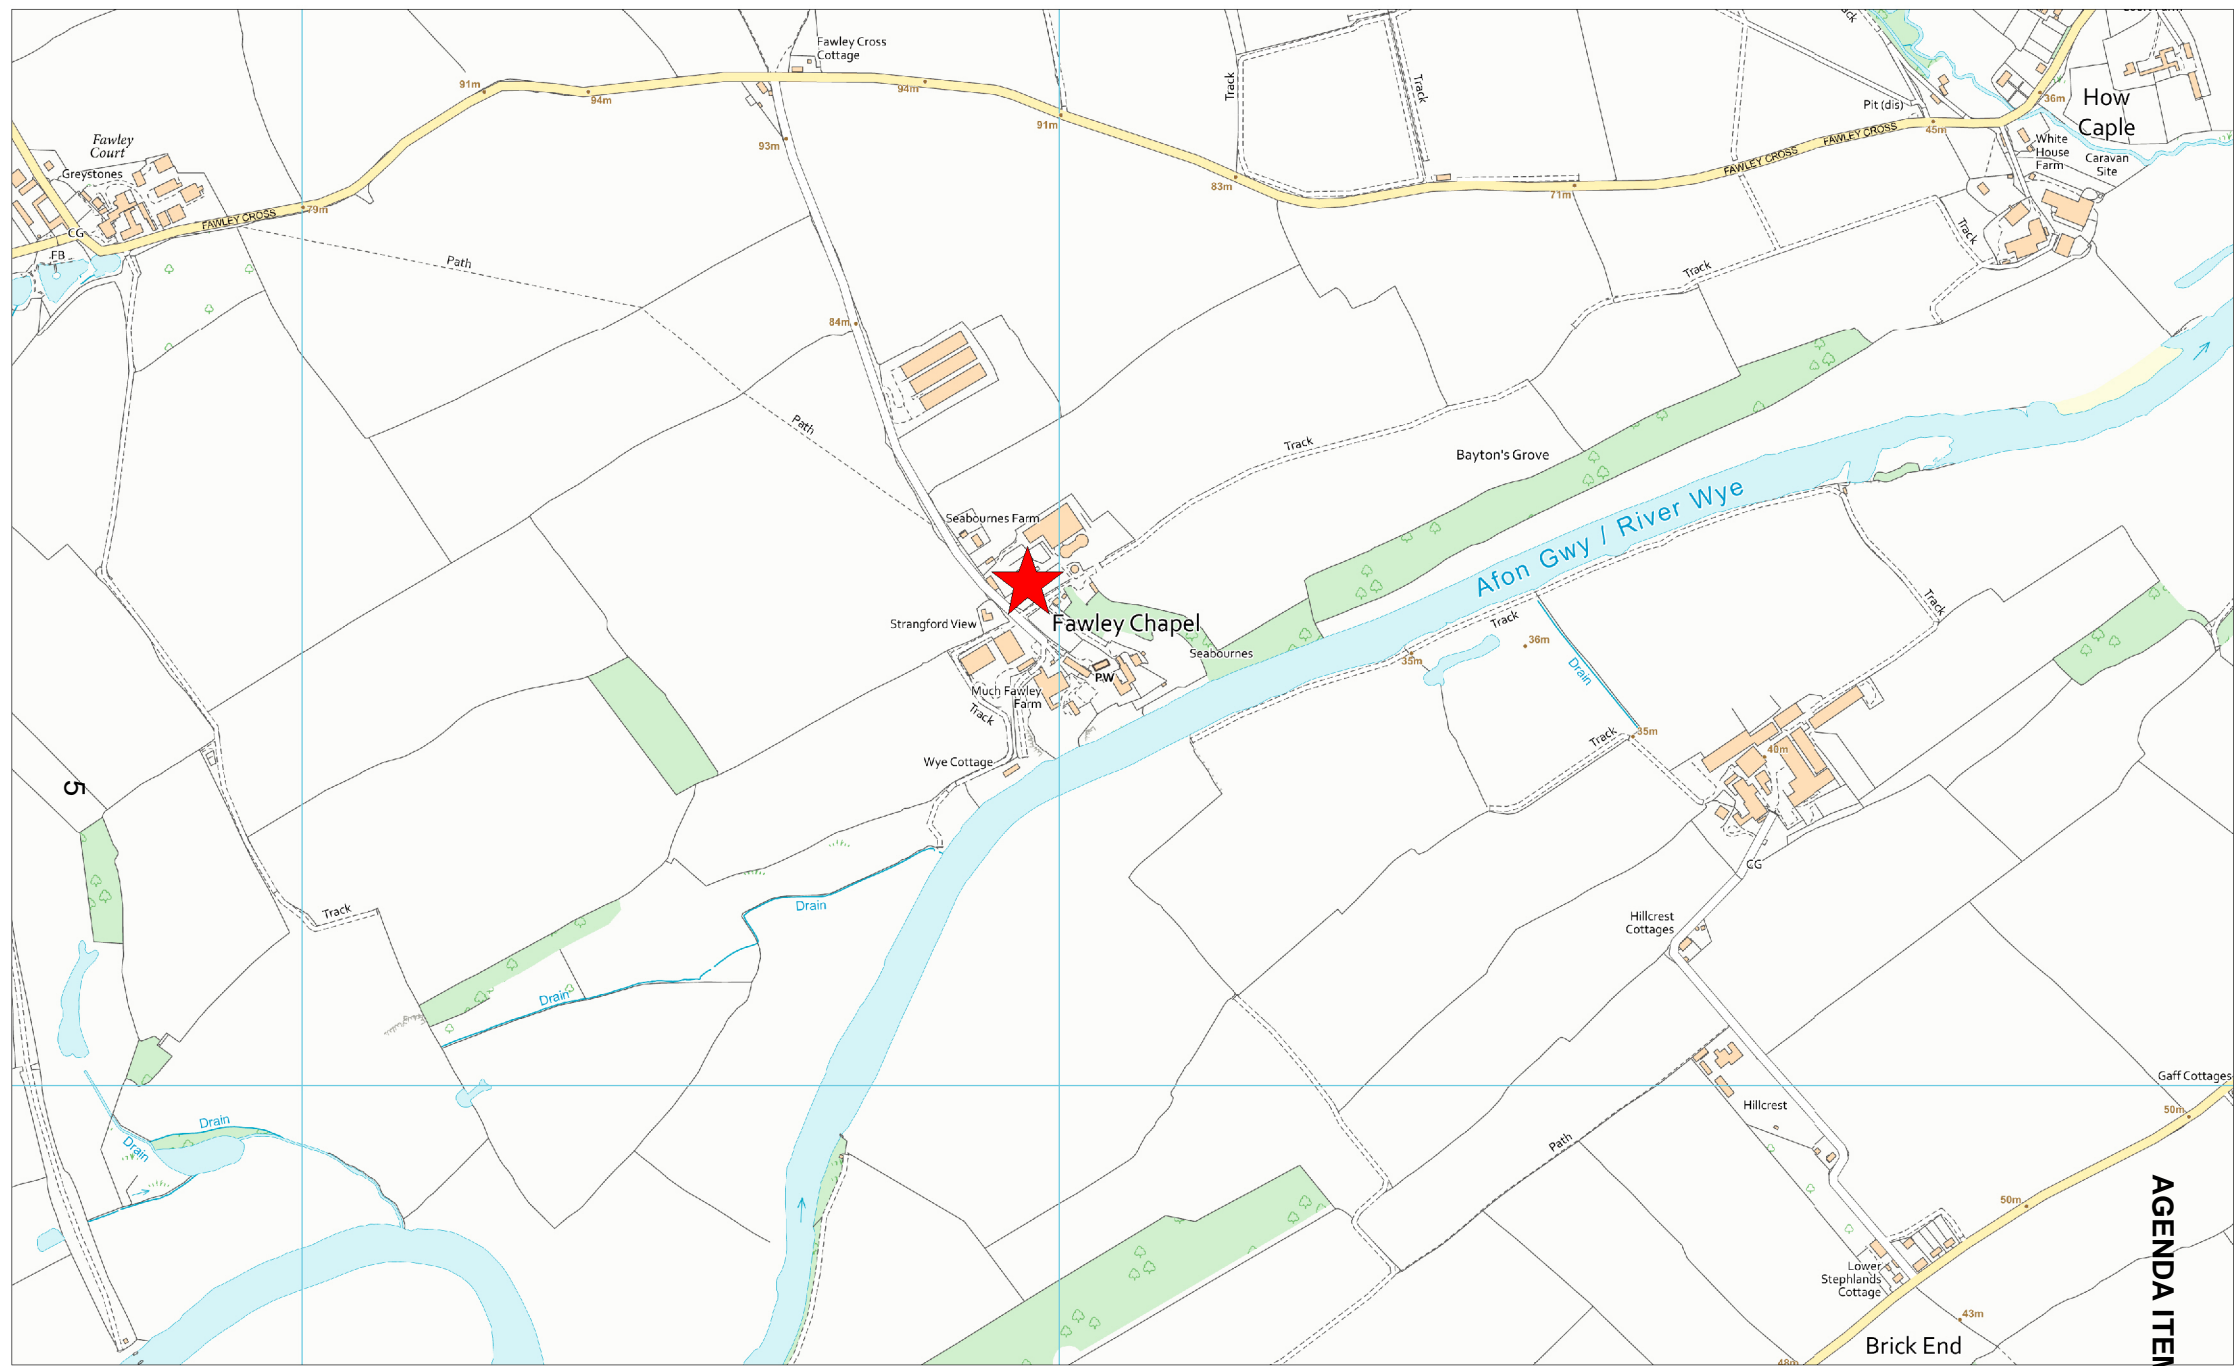 Fawley Cross
Cottage
91m
94m
94m
91m
93m
Track
Track
Pit (dis)
36m
How
Caple
45m
FAWLEY CROSS
FAWLEY CROSS
White
House
Farm
Caravan
Site
Fawley
Court
Greystones
CG
FB
FAWLEY CROSS
79m
83m
71m
Path
Track
Track
84m
Path
Track
Bayton's Grove
Seabournes Farm
Afon Gwy / River Wye
Strangford View
Fawley Chapel
Seabournes
PW
Much Fawley
Farm
Track
Wye Cottage
Track
35m
36m
Drain
Track
Track
35m
40m
5
CG
Track
Drain
Drain
Hillcrest
Cottages
Drain
Drain
Hillcrest
Path
Gaff Cottages
50m
50m
Lower
Stephlands
Cottage
43m
Brick End
48m
AGENDA ITEM